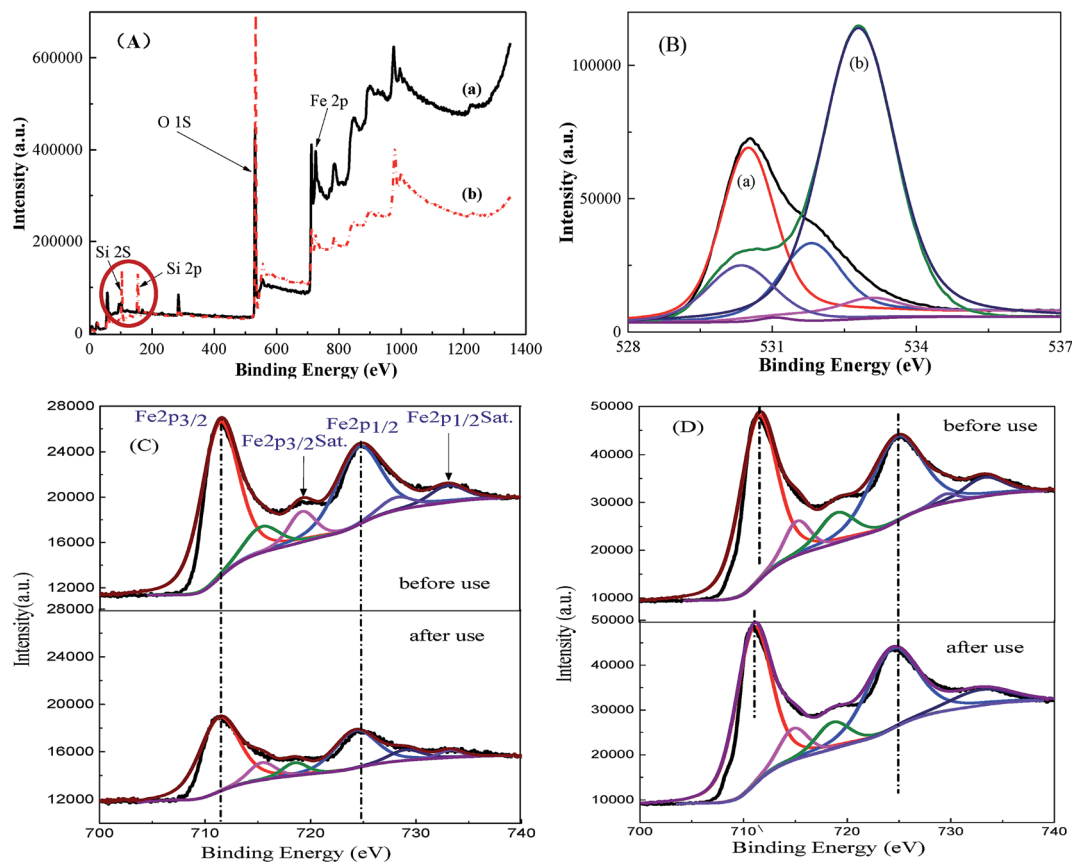 (A)
(a)
Fe 2p
O 1S
(b)
Si 2S
Si 2p
600000
400000
200000
0
Intensity (a.u.)
0 200 400 600 800 1000 1200 1400
Binding Energy (eV)
(B)
(b)
(a)
100000
50000
0
Intensity (a.u.)
528 531 534 537
Binding Energy (eV)
28000
24000
20000
16000
12000
(C)
Fe2p3/2
Fe2p3/2Sat.
Fe2p1/2
Fe2p1/2Sat.
before use
28000
24000
20000
16000
12000
after use
Intensity (a.u.)
700 710 720 730 740
Binding Energy (eV)
50000
40000
30000
20000
10000
(D)
before use
50000
40000
30000
20000
10000
after use
Intensity (a.u.)
700 710 720 730 740
Binding Energy (eV)